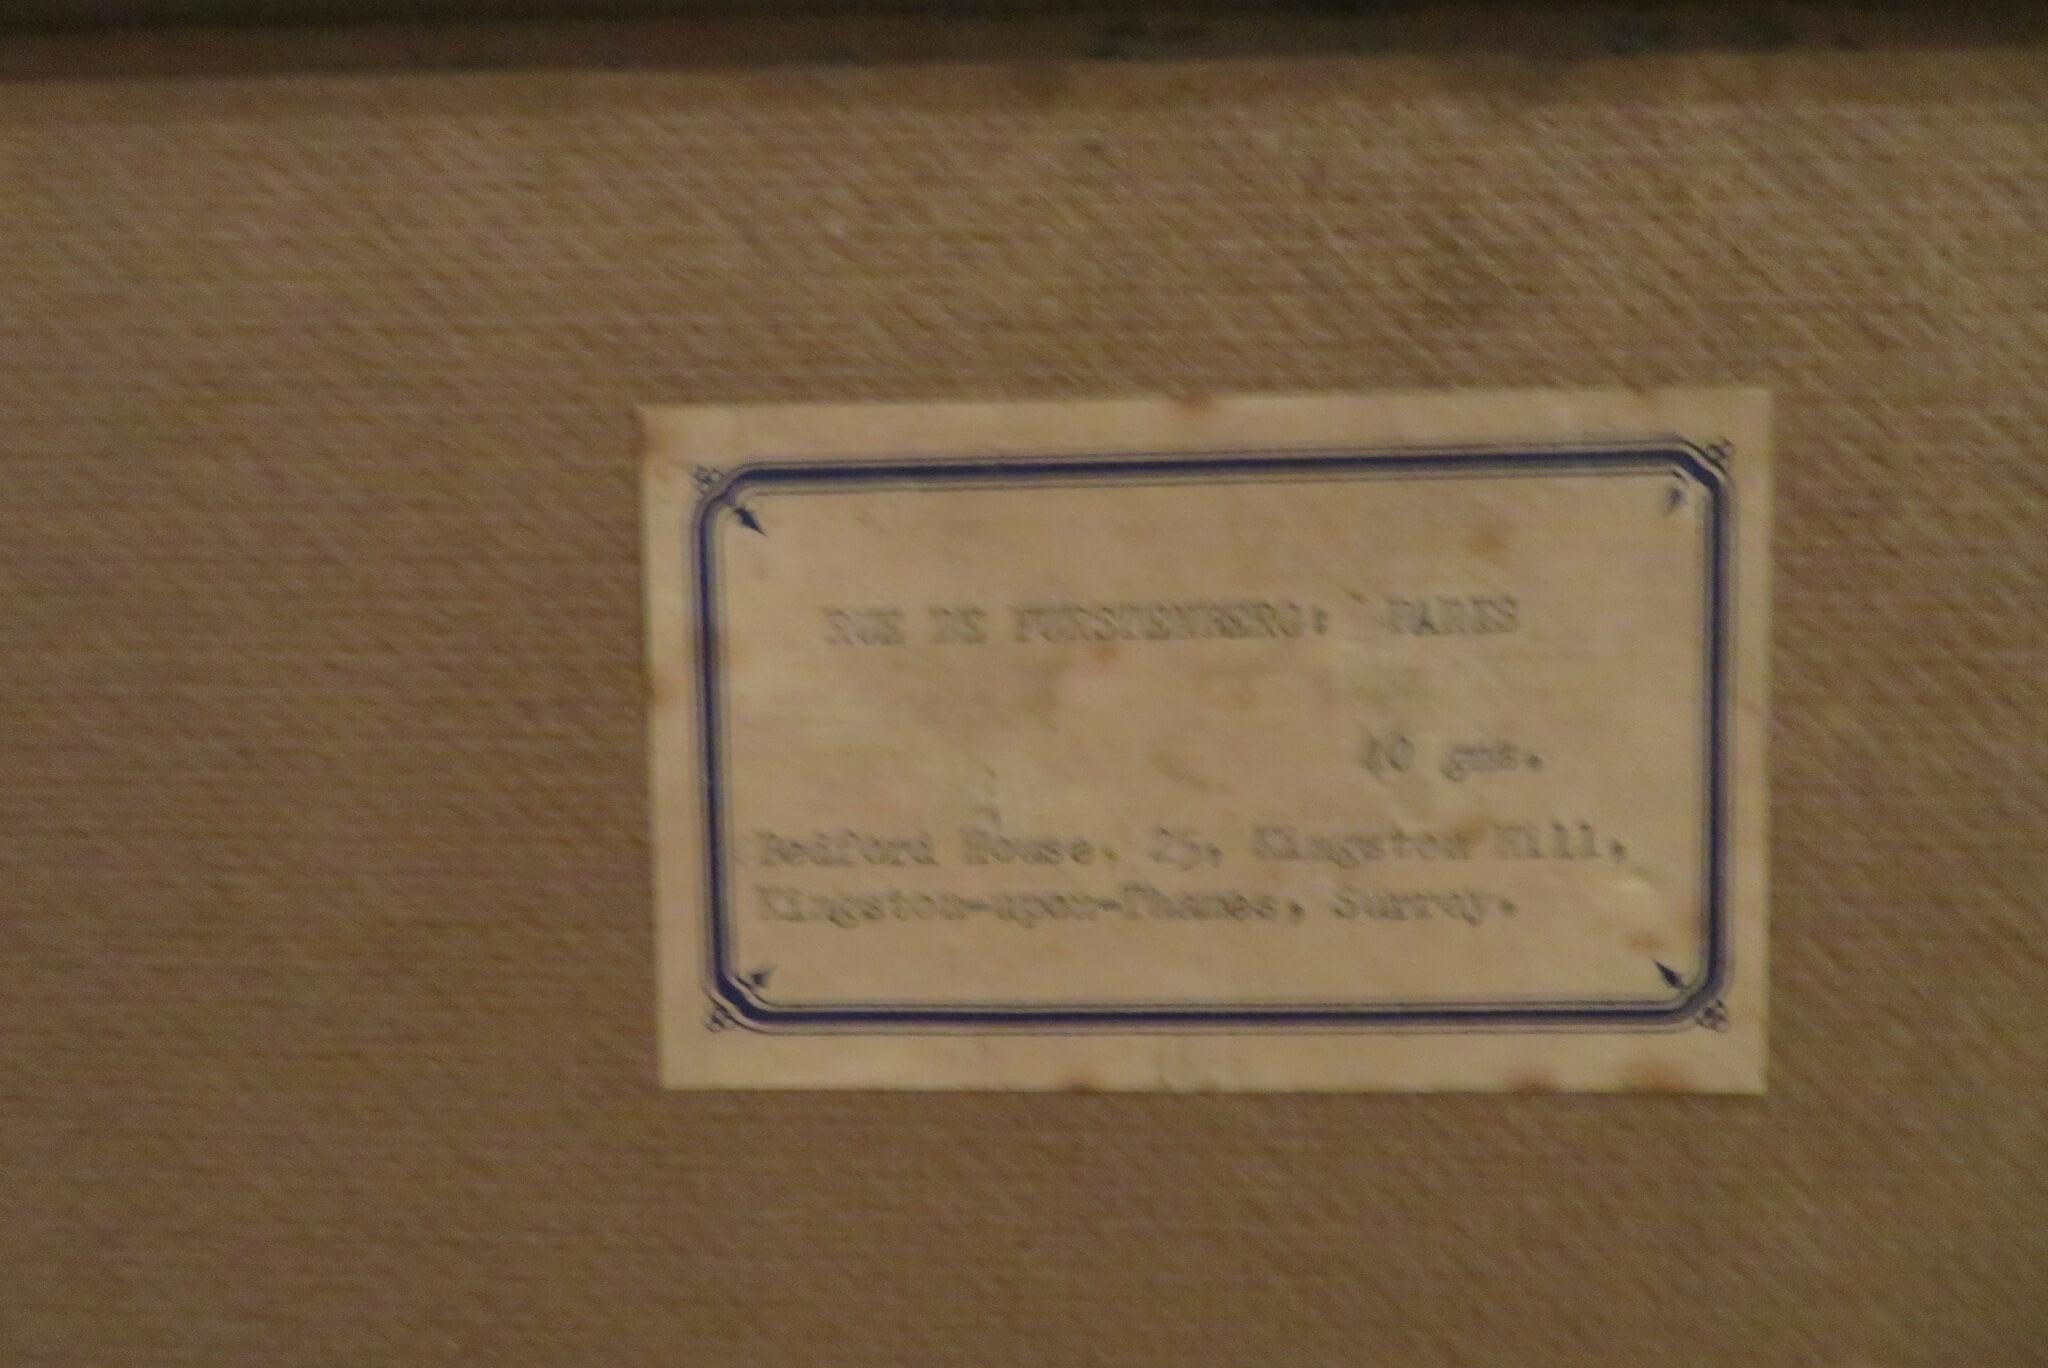 RUE DE FURSTENBERG: PARIS
40 gns.
Bedford House, 25, Kingston Hill,
Kingston-upon-Thames, Surrey.